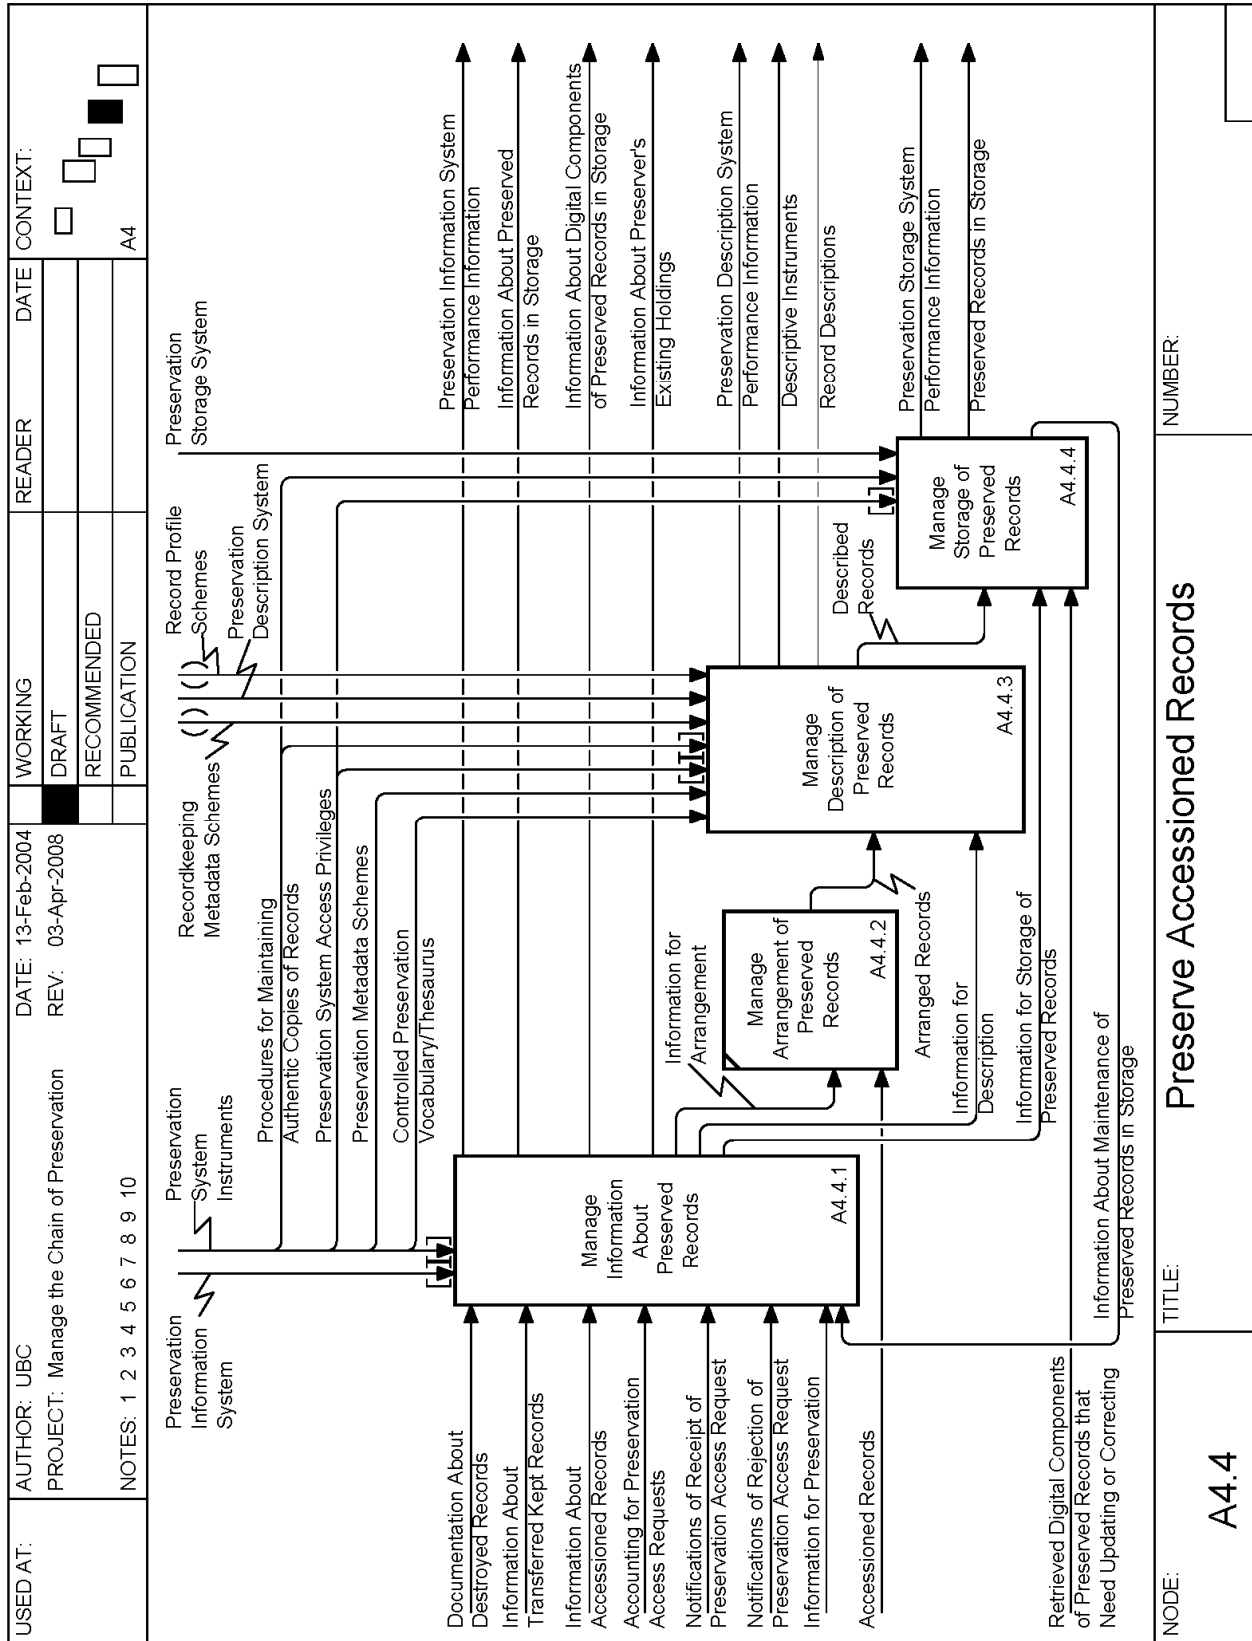 USED AT:
AUTHOR: UBC
PROJECT: Manage the Chain of Preservation
NOTES: 1 2 3 4 5 6 7 8 9 10
DATE: 13-Feb-2004
REV: 03-Apr-2008
WORKING
DRAFT
RECOMMENDED
PUBLICATION
READER
DATE
CONTEXT:
A4
Preservation
Information
System
Preservation
System
Instruments
Recordkeeping
Metadata Schemes
Record Profile
Schemes
Preservation
Description System
Preservation
Storage System
Procedures for Maintaining
Authentic Copies of Records
Preservation System Access Privileges
Preservation Metadata Schemes
Controlled Preservation
Vocabulary/Thesaurus
Documentation About
Destroyed Records
Information About
Transferred Kept Records
Information About
Accessioned Records
Accounting for Preservation
Access Requests
Notifications of Receipt of
Preservation Access Request
Notifications of Rejection of
Preservation Access Request
Information for Preservation
Accessioned Records
Retrieved Digital Components
of Preserved Records that
Need Updating or Correcting
Manage
Information
About
Preserved
Records
A4.4.1
Information for
Arrangement
Manage
Arrangement of
Preserved
Records
A4.4.2
Arranged Records
Information for
Description
Information for Storage of
Preserved Records
Information About Maintenance of
Preserved Records in Storage
Manage
Description of
Preserved
Records
A4.4.3
Described
Records
Manage
Storage of
Preserved
Records
A4.4.4
Preservation Information System
Performance Information
Information About Preserved
Records in Storage
Information About Digital Components
of Preserved Records in Storage
Information About Preserver's
Existing Holdings
Preservation Description System
Performance Information
Descriptive Instruments
Record Descriptions
Preservation Storage System
Performance Information
Preserved Records in Storage
NODE:
A4.4
TITLE:
Preserve Accessioned Records
NUMBER: